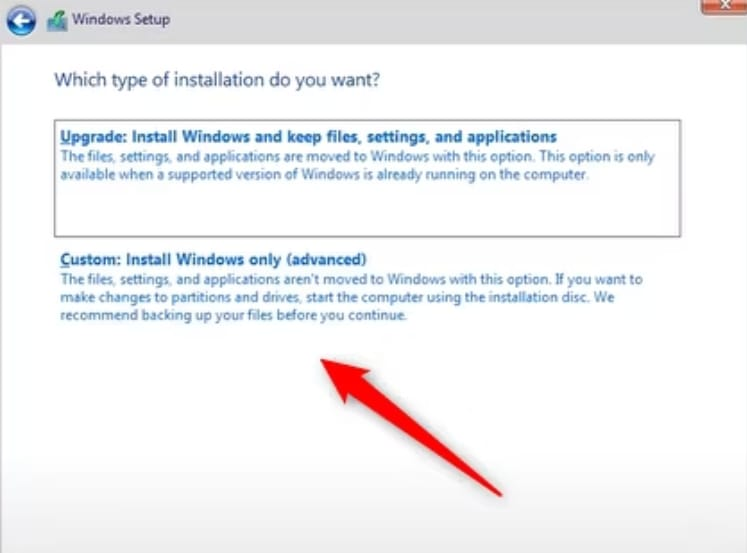 Windows Setup
Which type of installation do you want?
Upgrade: Install Windows and keep files, settings, and applications
The files, settings, and applications are moved to Windows with this option. This option is only
available when a supported version of Windows is already running on the computer.
Custom: Install Windows only (advanced)
The files, settings, and applications aren't moved to Windows with this option. If you want to
make changes to partitions and drives, start the computer using the installation disc. We
recommend backing up your files before you continue.